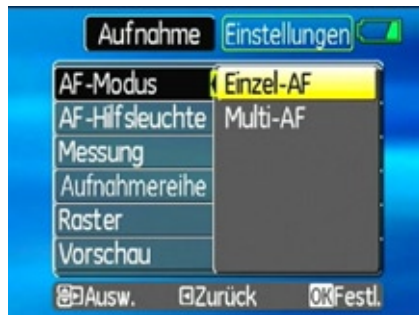 Aufnahme Einstellungen
AF-Modus Einzel-AF
AF-Hilfsleuchte Multi-AF
Messung
Aufnahmereihe
Raster
Vorschau
Ausw. Zurück OK Festl.